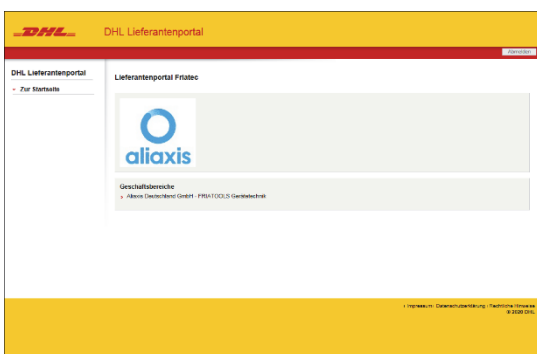 DHL DHL Lieferantenportal
Abmelden
DHL Lieferantenportal
Zur Startseite
Lieferantenportal Friatec
aliaxis
Geschäftsbereiche
Aliaxis Deutschland GmbH - FRIATOOLS Gerätetechnik
Impressum · Datenschutzerklärung · Rechtliche Hinweise
© 2020 DHL